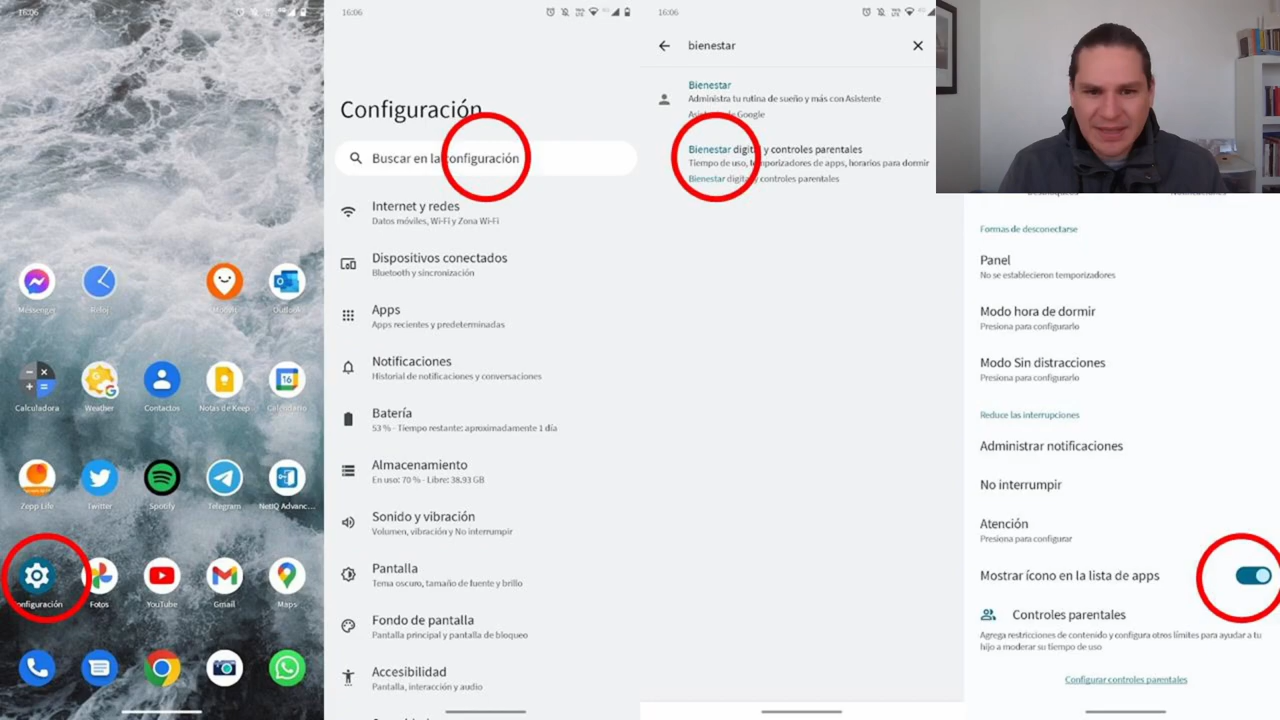 16:06
Messenger
Reloj
Moovit
Outlook
Calculadora
Weather
Contactos
Notas de Keep
Calendario
Zepp Life
Twitter
Spotify
Telegram
NetIQ Advanc...
Configuración
Fotos
YouTube
Gmail
Maps
16:06
Configuración
Buscar en la configuración
Internet y redes
Datos móviles, Wi-Fi y Zona Wi-Fi
Dispositivos conectados
Bluetooth y sincronización
Apps
Apps recientes y predeterminadas
Notificaciones
Historial de notificaciones y conversaciones
Batería
53 % - Tiempo restante: aproximadamente 1 día
Almacenamiento
En uso: 70 % - Libre: 38.93 GB
Sonido y vibración
Volumen, vibración y No interrumpir
Pantalla
Tema oscuro, tamaño de fuente y brillo
Fondo de pantalla
Pantalla principal y pantalla de bloqueo
Accesibilidad
Pantalla, interacción y audio
16:06
bienestar
Bienestar
Administra tu rutina de sueño y más con Asistente
Asistente de Google
Bienestar digital y controles parentales
Tiempo de uso, temporizadores de apps, horarios para dormir
Bienestar digital y controles parentales
Formas de desconectarse
Panel
No se establecieron temporizadores
Modo hora de dormir
Presiona para configurarlo
Modo Sin distracciones
Presiona para configurarlo
Reduce las interrupciones
Administrar notificaciones
No interrumpir
Atención
Presiona para configurar
Mostrar ícono en la lista de apps
Controles parentales
Agrega restricciones de contenido y configura otros límites para ayudar a tu
hijo a moderar su tiempo de uso
Configurar controles parentales